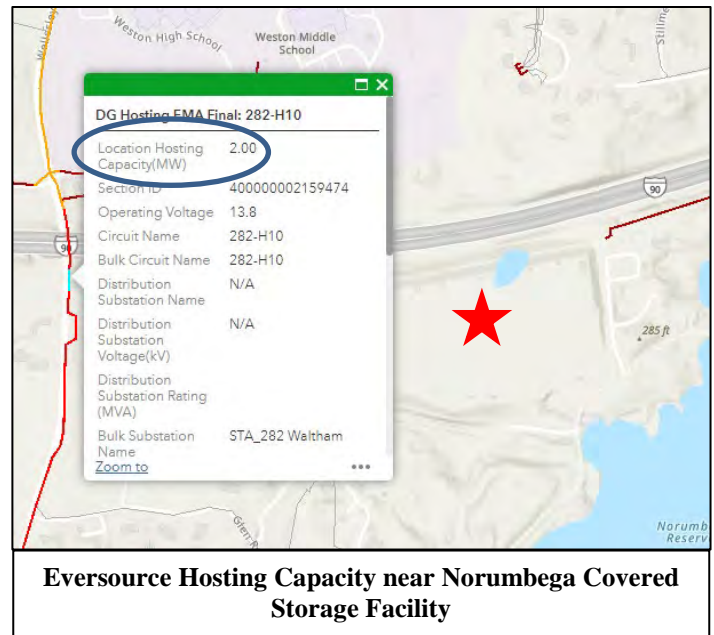 Weston High School
Weston Middle
School
Wellesley
DG Hosting EMA Final: 282-H10
Location Hosting 2.00
Capacity(MW)
Section ID 400000002159474
Operating Voltage 13.8
Circuit Name 282-H10
Bulk Circuit Name 282-H10
Distribution N/A
Substation Name
Distribution N/A
Substation
Voltage(kV)
Distribution
Substation Rating
(MVA)
Bulk Substation STA_282 Waltham
Name
Zoom to
90
90
285 ft
Glen R
Norumb
Reserv
Eversource Hosting Capacity near Norumbega Covered
Storage Facility